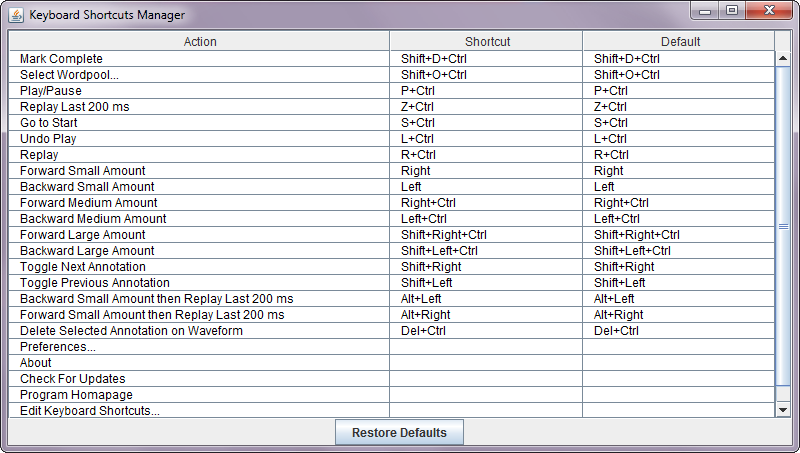 Keyboard Shortcuts Manager
Action Shortcut Default
Mark Complete Shift+D+Ctrl Shift+D+Ctrl
Select Wordpool... Shift+O+Ctrl Shift+O+Ctrl
Play/Pause P+Ctrl P+Ctrl
Replay Last 200 ms Z+Ctrl Z+Ctrl
Go to Start S+Ctrl S+Ctrl
Undo Play L+Ctrl L+Ctrl
Replay R+Ctrl R+Ctrl
Forward Small Amount Right Right
Backward Small Amount Left Left
Forward Medium Amount Right+Ctrl Right+Ctrl
Backward Medium Amount Left+Ctrl Left+Ctrl
Forward Large Amount Shift+Right+Ctrl Shift+Right+Ctrl
Backward Large Amount Shift+Left+Ctrl Shift+Left+Ctrl
Toggle Next Annotation Shift+Right Shift+Right
Toggle Previous Annotation Shift+Left Shift+Left
Backward Small Amount then Replay Last 200 ms Alt+Left Alt+Left
Forward Small Amount then Replay Last 200 ms Alt+Right Alt+Right
Delete Selected Annotation on Waveform Del+Ctrl Del+Ctrl
Preferences...
About
Check For Updates
Program Homapage
Edit Keyboard Shortcuts...
Restore Defaults